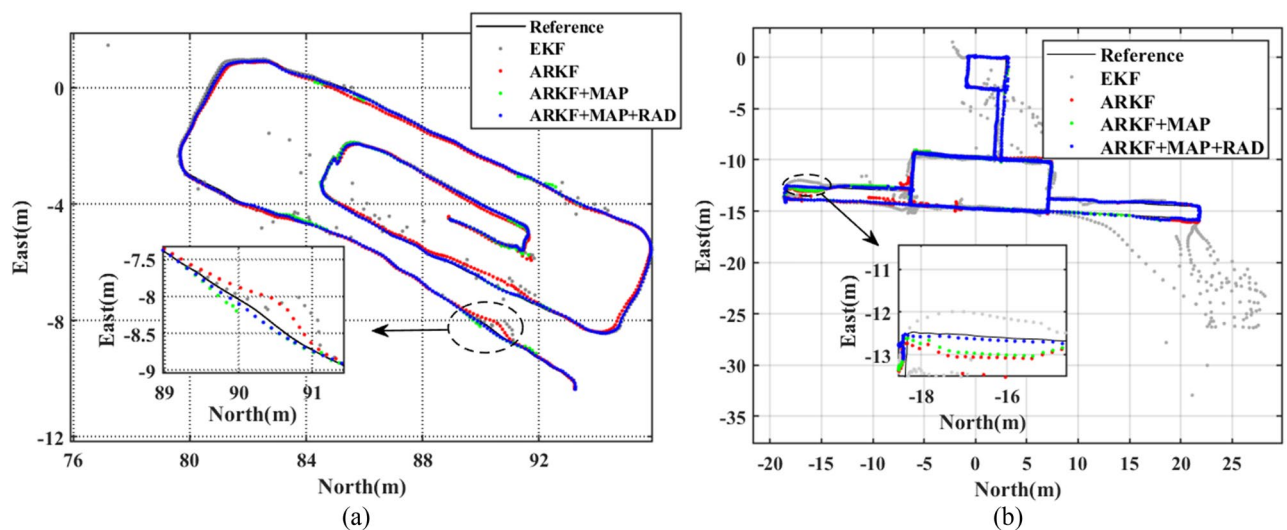 Reference
EKF
ARKF
ARKF+MAP
ARKF+MAP+RAD
0
-4
-8
-12
East(m)
76
80
84
88
92
North(m)
-7.5
-8
-8.5
-9
East(m)
89
90
91
North(m)
(a)
Reference
EKF
ARKF
ARKF+MAP
ARKF+MAP+RAD
0
-5
-10
-15
-20
-25
-30
-35
East(m)
-20
-15
-10
-5
0
5
10
15
20
25
North(m)
-11
-12
-13
East(m)
-18
-16
North(m)
(b)